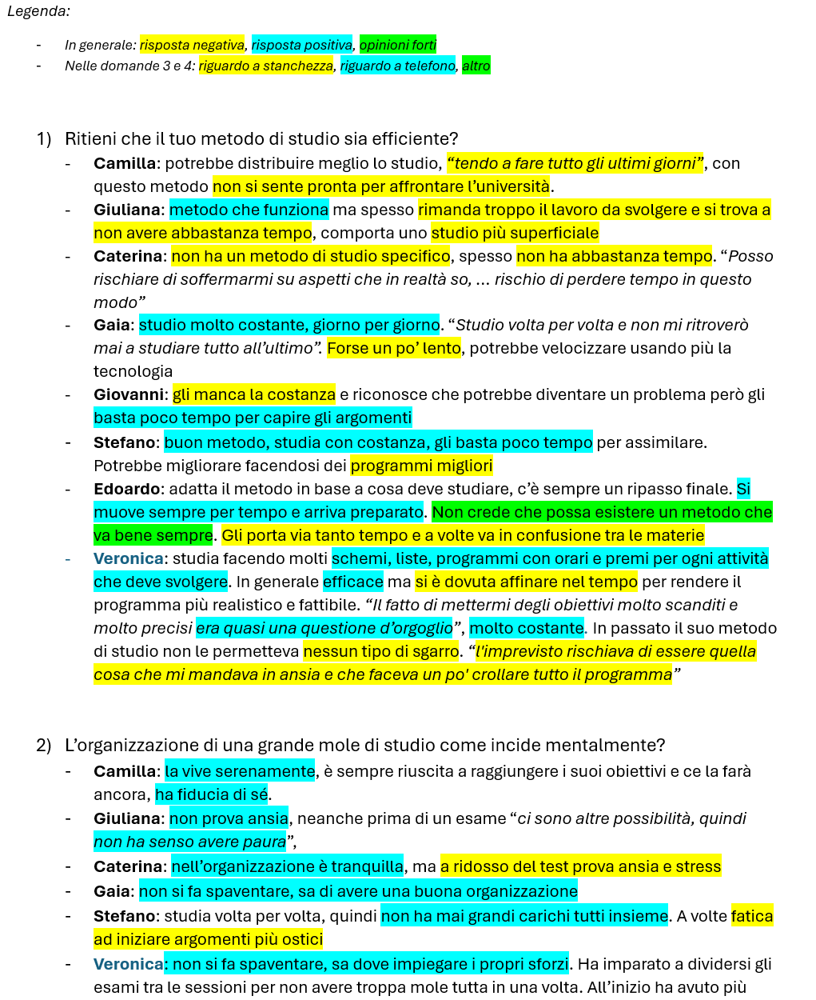 Legenda:
- In generale: risposta negativa, risposta positiva, opinioni forti
- Nelle domande 3 e 4: riguardo a stanchezza, riguardo a telefono, altro
1) Ritieni che il tuo metodo di studio sia efficiente?
- Camilla: potrebbe distribuire meglio lo studio, “tendo a fare tutto gli ultimi giorni”, con
questo metodo non si sente pronta per affrontare l’università.
- Giuliana: metodo che funziona ma spesso rimanda troppo il lavoro da svolgere e si trova a
non avere abbastanza tempo, comporta uno studio più superficiale
- Caterina: non ha un metodo di studio specifico, spesso non ha abbastanza tempo. “Posso
rischiare di soffermarmi su aspetti che in realtà so, ... rischio di perdere tempo in questo
modo”
- Gaia: studio molto costante, giorno per giorno. “Studio volta per volta e non mi ritroverò
mai a studiare tutto all’ultimo”. Forse un po’ lento, potrebbe velocizzare usando più la
tecnologia
- Giovanni: gli manca la costanza e riconosce che potrebbe diventare un problema però gli
basta poco tempo per capire gli argomenti
- Stefano: buon metodo, studia con costanza, gli basta poco tempo per assimilare.
Potrebbe migliorare facendosi dei programmi migliori
- Edoardo: adatta il metodo in base a cosa deve studiare, c’è sempre un ripasso finale. Si
muove sempre per tempo e arriva preparato. Non crede che possa esistere un metodo che
va bene sempre. Gli porta via tanto tempo e a volte va in confusione tra le materie
- Veronica: studia facendo molti schemi, liste, programmi con orari e premi per ogni attività
che deve svolgere. In generale efficace ma si è dovuta affinare nel tempo per rendere il
programma più realistico e fattibile. “Il fatto di mettermi degli obiettivi molto scanditi e
molto precisi era quasi una questione d’orgoglio”, molto costante. In passato il suo metodo
di studio non le permetteva nessun tipo di sgarro. “l'imprevisto rischiava di essere quella
cosa che mi mandava in ansia e che faceva un po' crollare tutto il programma”
2) L’organizzazione di una grande mole di studio come incide mentalmente?
- Camilla: la vive serenamente, è sempre riuscita a raggiungere i suoi obiettivi e ce la farà
ancora, ha fiducia di sé.
- Giuliana: non prova ansia, neanche prima di un esame “ci sono altre possibilità, quindi
non ha senso avere paura”,
- Caterina: nell’organizzazione è tranquilla, ma a ridosso del test prova ansia e stress
- Gaia: non si fa spaventare, sa di avere una buona organizzazione
- Stefano: studia volta per volta, quindi non ha mai grandi carichi tutti insieme. A volte fatica
ad iniziare argomenti più ostici
- Veronica: non si fa spaventare, sa dove impiegare i propri sforzi. Ha imparato a dividersi gli
esami tra le sessioni per non avere troppa mole tutta in una volta. All’inizio ha avuto più